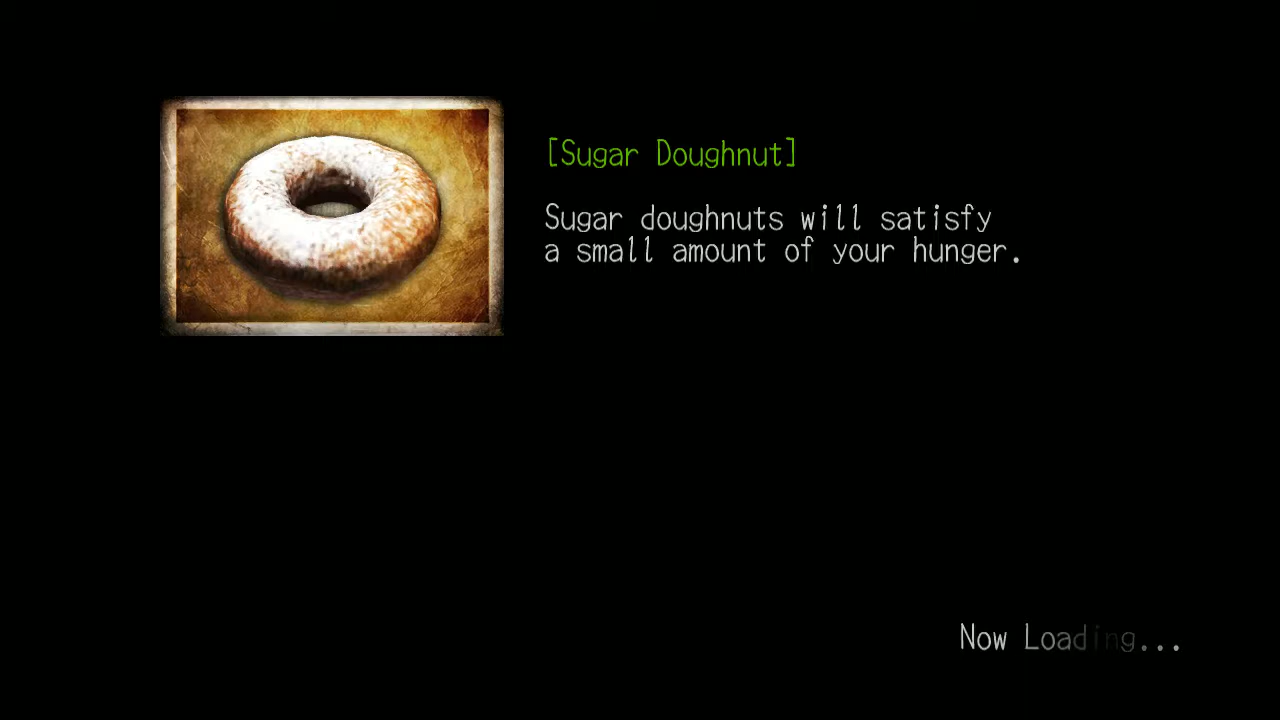 [Sugar Doughnut]
Sugar doughnuts will satisfy
a small amount of your hunger.
Now Loading...